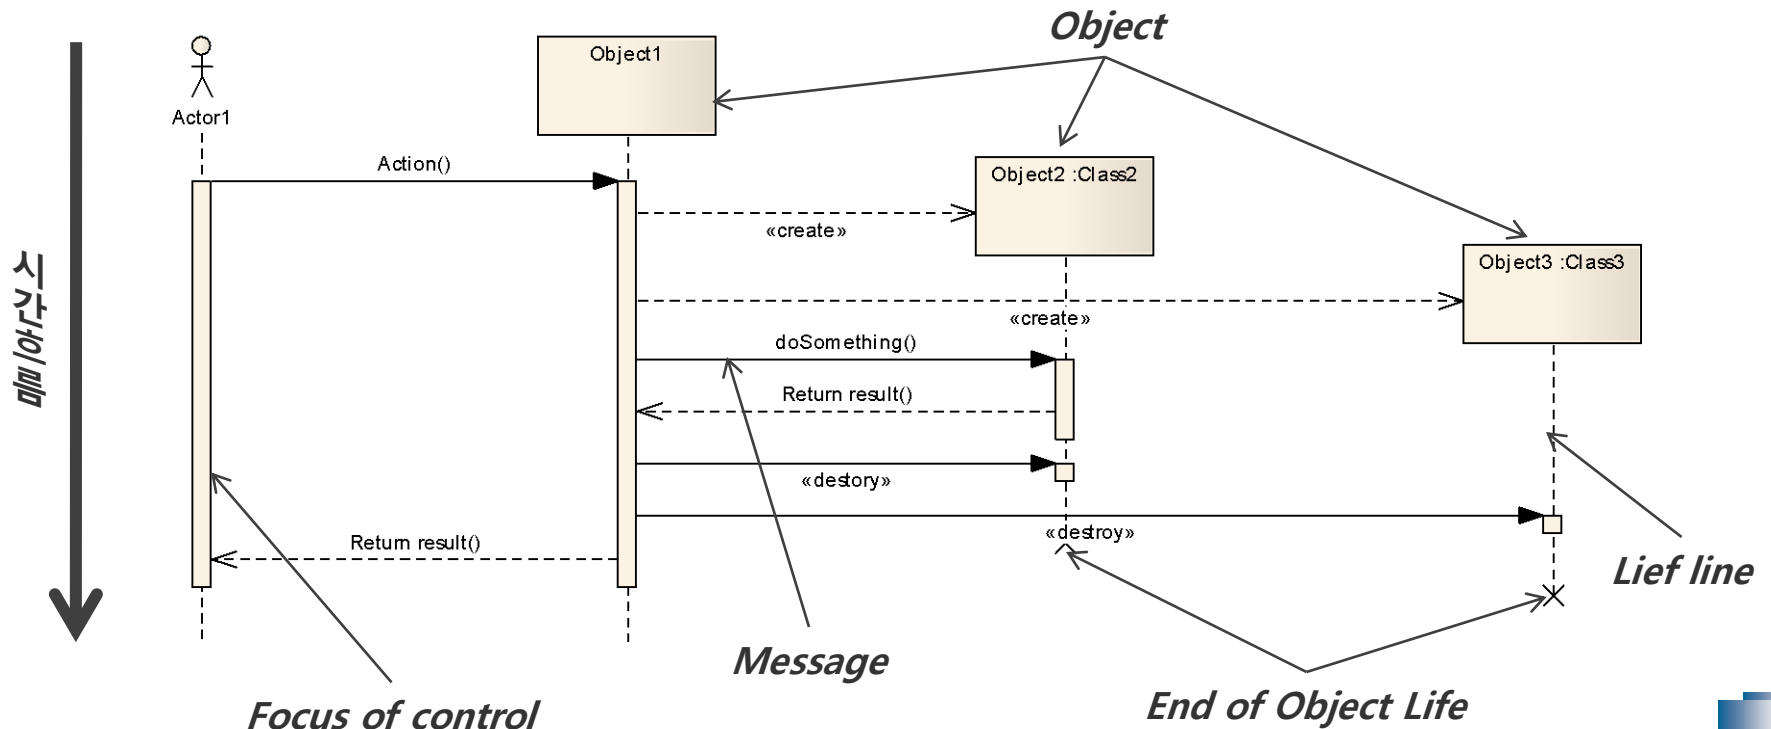 Object
Actor1
Object1
Action()
Object2 :Class2
«create»
Object3 :Class3
«create»
시간흐름
doSomething()
Return result()
«destory»
«destroy»
Return result()
Lief line
Message
End of Object Life
Focus of control